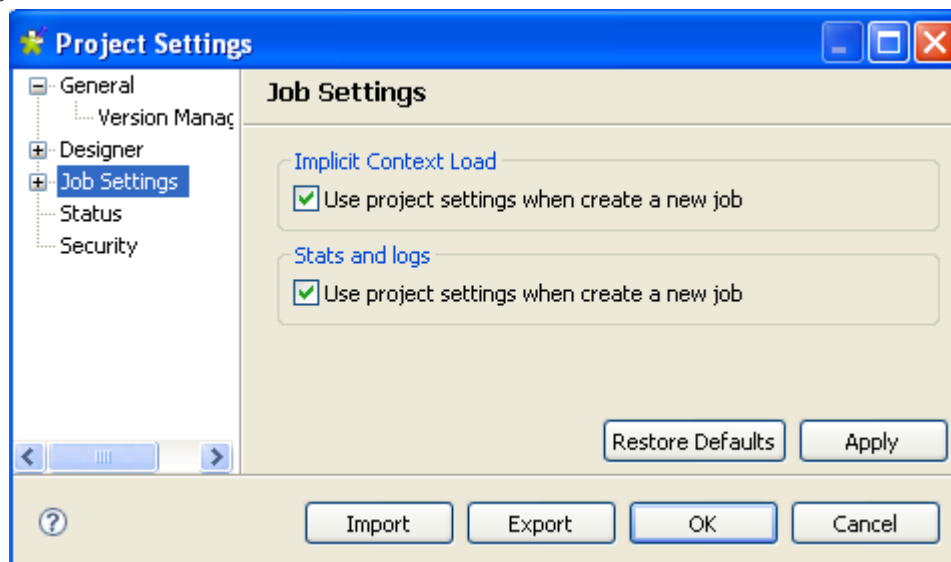 Project Settings
General
Version Manag
Designer
Job Settings
Status
Security
Job Settings
Implicit Context Load
Use project settings when create a new job
Stats and logs
Use project settings when create a new job
Restore Defaults
Apply
?
Import
Export
OK
Cancel